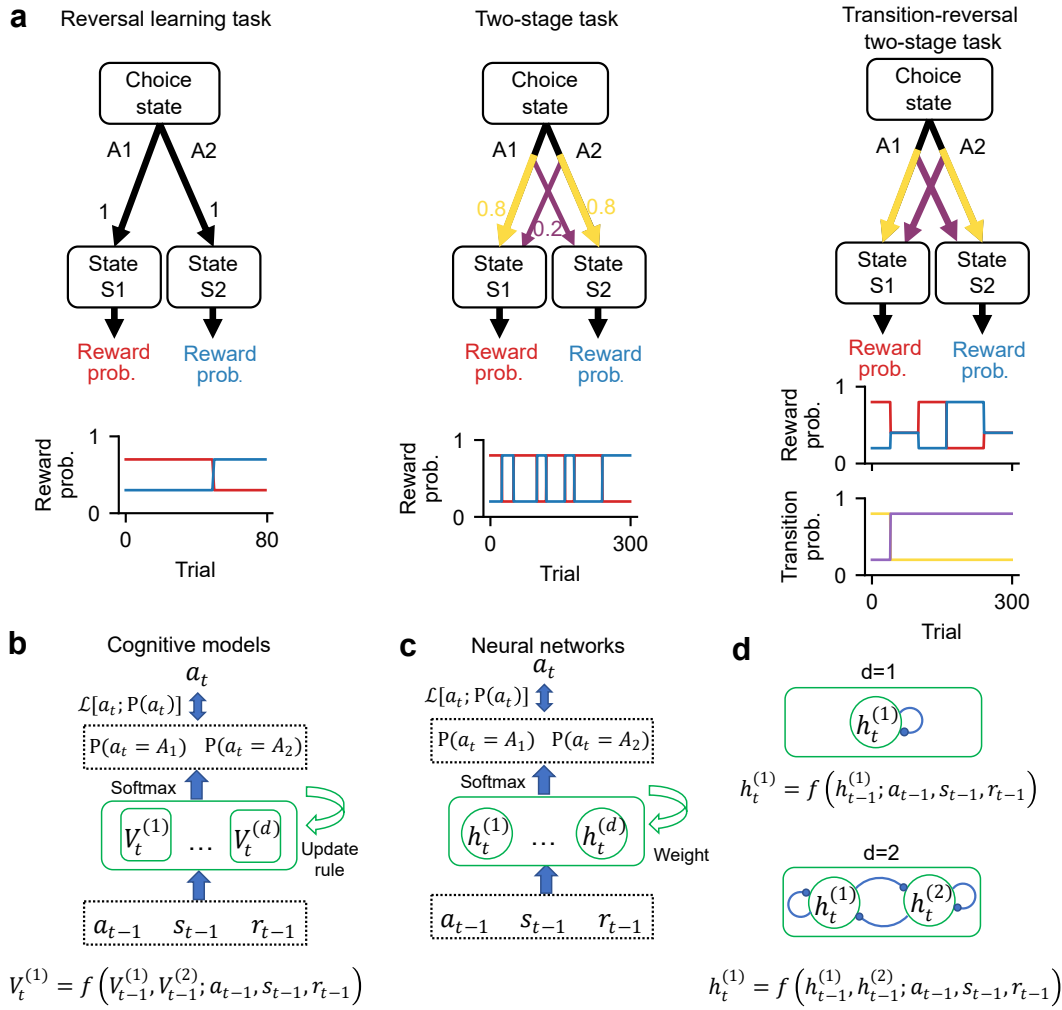 a
Reversal learning task
Choice
state
A1
A2
1
1
State
S1
State
S2
Reward
prob.
Reward
prob.
Reward
prob.
1
0
0
80
Trial
Two-stage task
Choice
state
A1
A2
0.8
0.8
0.2
State
S1
State
S2
Reward
prob.
Reward
prob.
Reward
prob.
1
0
0
300
Trial
Transition-reversal
two-stage task
Choice
state
A1
A2
State
S1
State
S2
Reward
prob.
Reward
prob.
Reward
prob.
1
0
Transition
prob.
1
0
0
300
Trial
b
Cognitive models
a_t
ℒ[a_t; P(a_t)]
P(a_t = A_1) P(a_t = A_2)
Softmax
V_t^(1) … V_t^(d)
Update
rule
a_{t−1} s_{t−1} r_{t−1}
V_t^(1) = f(V_{t−1}^(1), V_{t−1}^(2); a_{t−1}, s_{t−1}, r_{t−1})
c
Neural networks
a_t
ℒ[a_t; P(a_t)]
P(a_t = A_1) P(a_t = A_2)
Softmax
h_t^(1) … h_t^(d)
Weight
a_{t−1} s_{t−1} r_{t−1}
d
d=1
h_t^(1)
h_t^(1) = f(h_{t−1}^(1); a_{t−1}, s_{t−1}, r_{t−1})
d=2
h_t^(1) h_t^(2)
h_t^(1) = f(h_{t−1}^(1), h_{t−1}^(2); a_{t−1}, s_{t−1}, r_{t−1})